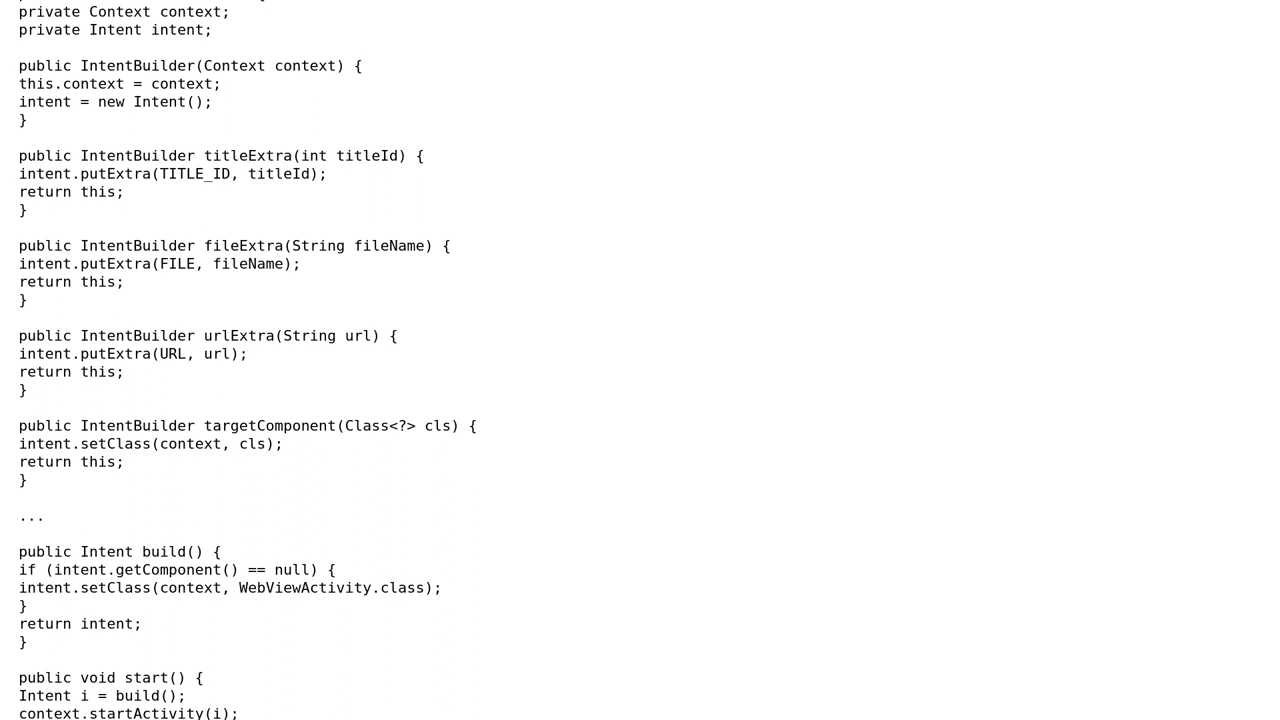 private Context context;
private Intent intent;

public IntentBuilder(Context context) {
this.context = context;
intent = new Intent();
}

public IntentBuilder titleExtra(int titleId) {
intent.putExtra(TITLE_ID, titleId);
return this;
}

public IntentBuilder fileExtra(String fileName) {
intent.putExtra(FILE, fileName);
return this;
}

public IntentBuilder urlExtra(String url) {
intent.putExtra(URL, url);
return this;
}

public IntentBuilder targetComponent(Class<?> cls) {
intent.setClass(context, cls);
return this;
}

...

public Intent build() {
if (intent.getComponent() == null) {
intent.setClass(context, WebViewActivity.class);
}
return intent;
}

public void start() {
Intent i = build();
context.startActivity(i);